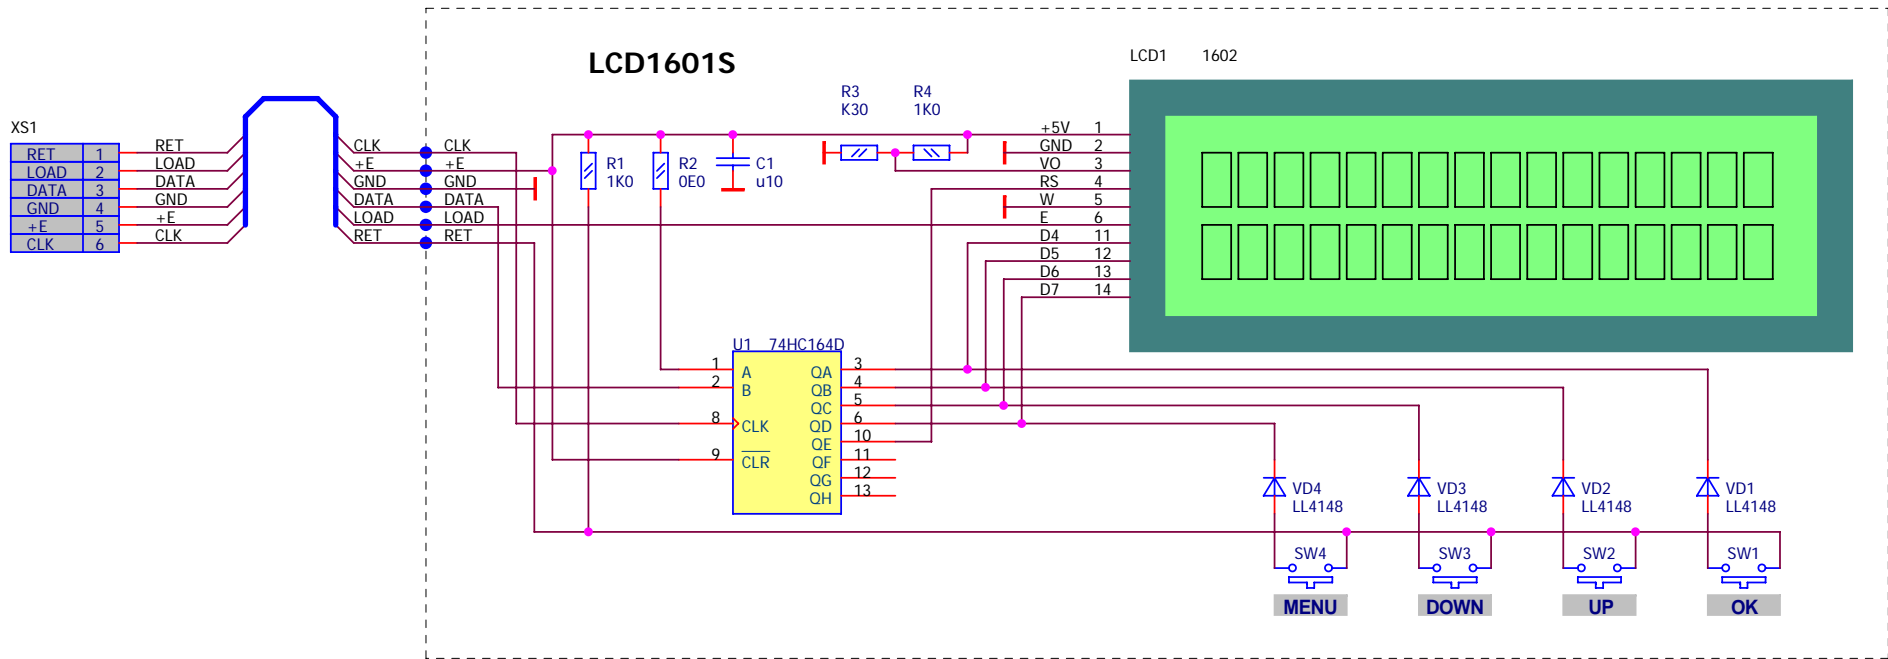 LCD1601S
LCD1 1602
XS1
RET 1
LOAD 2
DATA 3
GND 4
+E 5
CLK 6
RET
LOAD
DATA
GND
+E
CLK
CLK
+E
GND
DATA
LOAD
RET
CLK
+E
GND
DATA
LOAD
RET
R1
1K0
R2
0E0
C1
u10
R3
K30
R4
1K0
+5V 1
GND 2
VO 3
RS 4
W 5
E 6
D4 11
D5 12
D6 13
D7 14
U1 74HC164D
1 A
2 B
8 CLK
9 CLR
QA 3
QB 4
QC 5
QD 6
QE 10
QF 11
QG 12
QH 13
VD4
LL4148
VD3
LL4148
VD2
LL4148
VD1
LL4148
SW4
SW3
SW2
SW1
MENU
DOWN
UP
OK